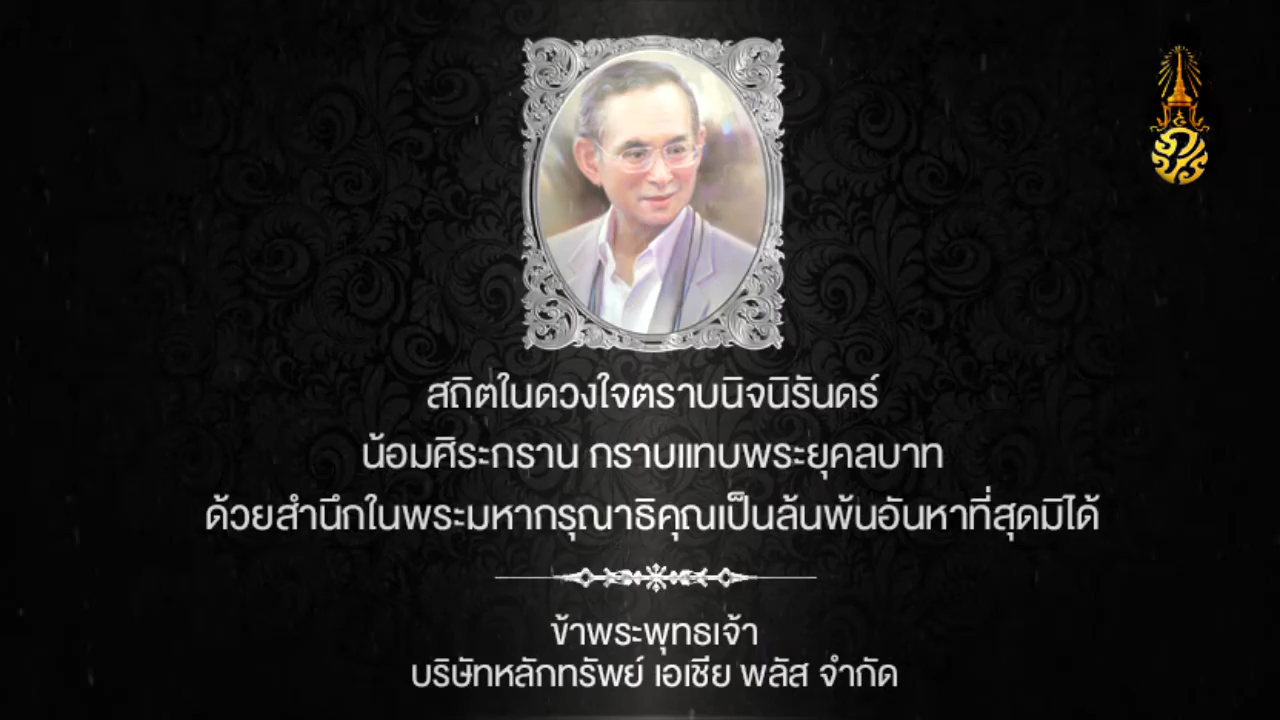 สถิตในดวงใจตราบนิจนิรันดร์
น้อมศิระกราน กราบแทบพระยุคลบาท
ด้วยสำนึกในพระมหากรุณาธิคุณเป็นล้นพ้นอันหาที่สุดมิได้
ข้าพระพุทธเจ้า
บริษัทหลักทรัพย์ เอเซีย พลัส จำกัด